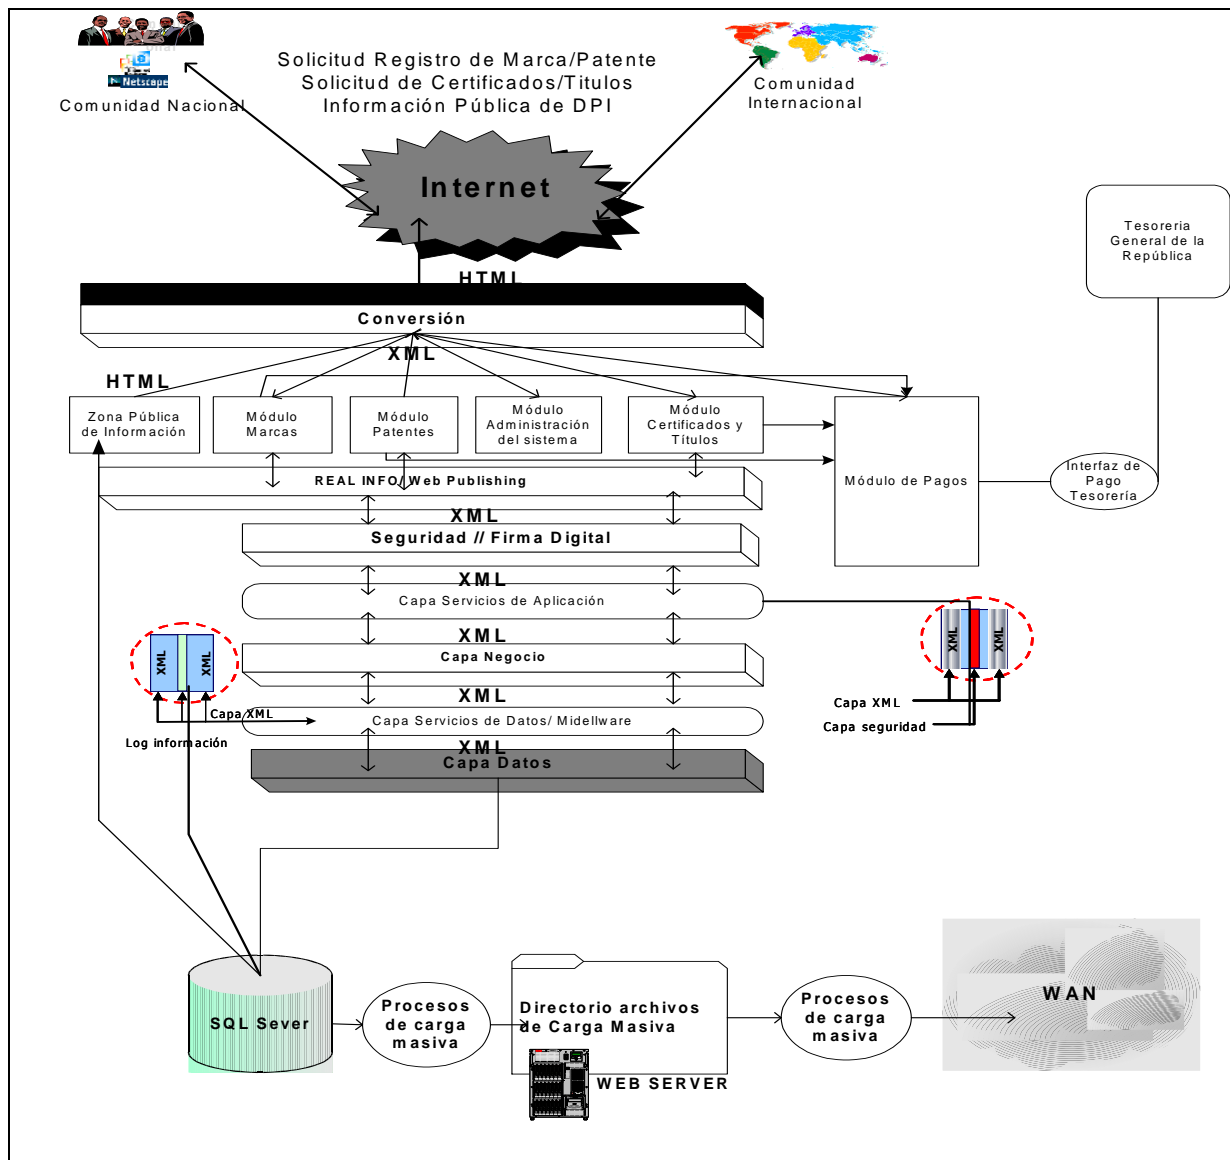 Solicitud Registro de Marca/Patente
Solicitud de Certificados/Titulos
Información Pública de DPI
Netscape
Comunidad Nacional
Comunidad
Internacional
Internet
HTML
Tesoreria
General de la
República
Conversión
XML
HTML
Zona Pública
de Información
Módulo
Marcas
Módulo
Patentes
Módulo
Administración
del sistema
Módulo
Certificados y
Títulos
Módulo de Pagos
Interfaz de
Pago
Tesorería
REAL INFO/ Web Publishing
XML
Seguridad // Firma Digital
XML
Capa Servicios de Aplicación
XML
Capa Negocio
XML
Capa Servicios de Datos/ Midellware
XML
Capa Datos
XML
XML
Capa XML
Log información
XML
XML
Capa XML
Capa seguridad
SQL Sever
Procesos
de carga
masiva
Directorio archivos
de Carga Masiva
WEB SERVER
Procesos
de carga
masiva
WAN